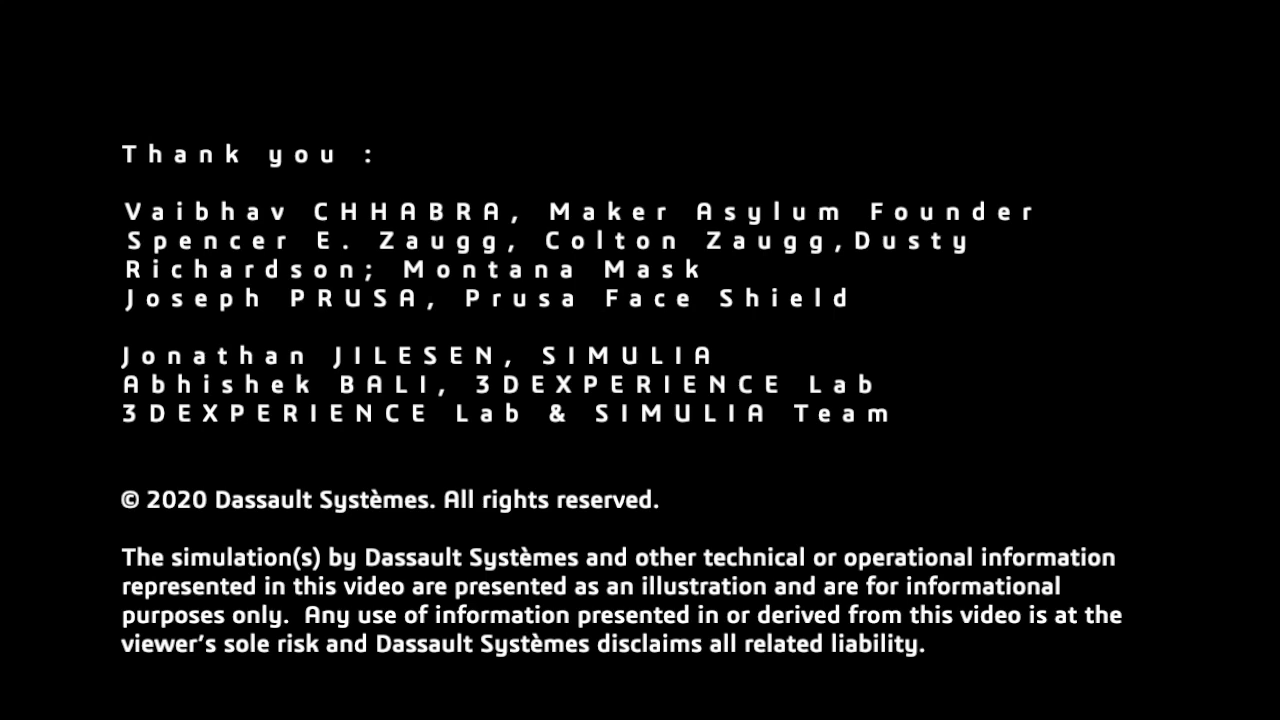 Thank you :
Vaibhav CHHABRA, Maker Asylum Founder
Spencer E. Zaugg, Colton Zaugg,Dusty
Richardson; Montana Mask
Joseph PRUSA, Prusa Face Shield
Jonathan JILESEN, SIMULIA
Abhishek BALI, 3DEXPERIENCE Lab
3DEXPERIENCE Lab & SIMULIA Team
© 2020 Dassault Systèmes. All rights reserved.
The simulation(s) by Dassault Systèmes and other technical or operational information
represented in this video are presented as an illustration and are for informational
purposes only.  Any use of information presented in or derived from this video is at the
viewer’s sole risk and Dassault Systèmes disclaims all related liability.